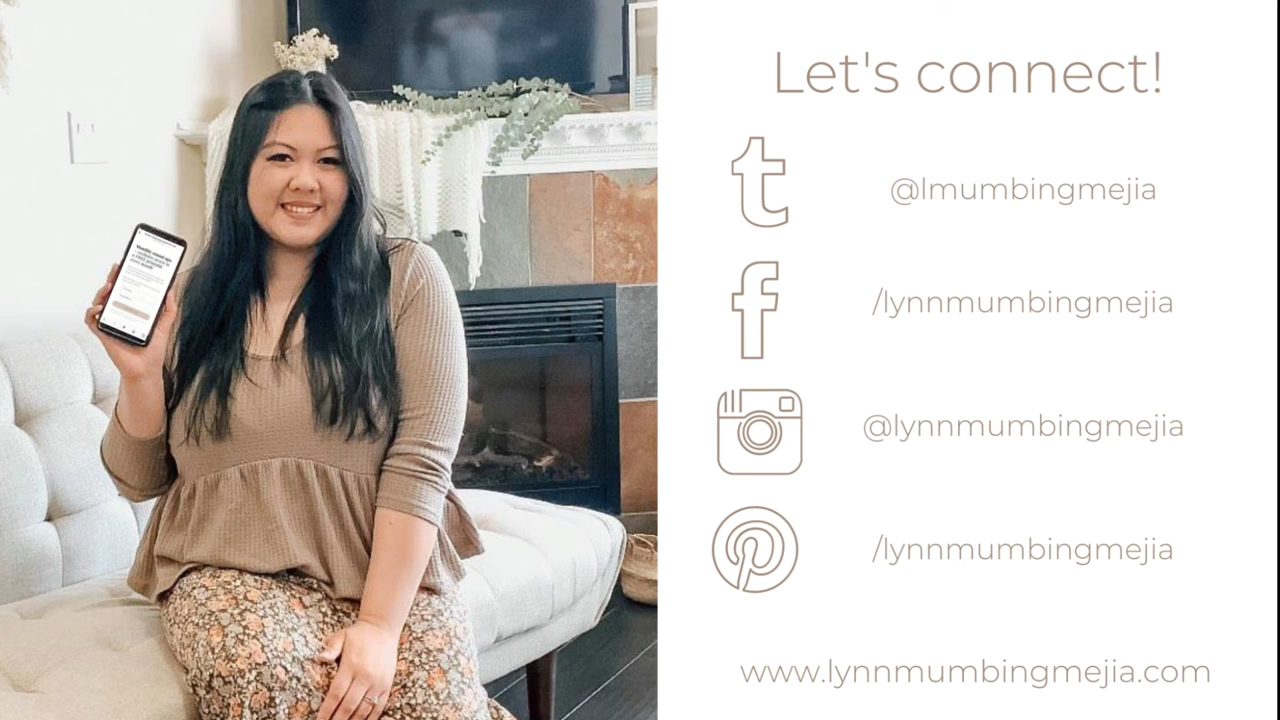 Let's connect!
@lmumbingmejia
/lynnmumbingmejia
@lynnmumbingmejia
/lynnmumbingmejia
www.lynnmumbingmejia.com